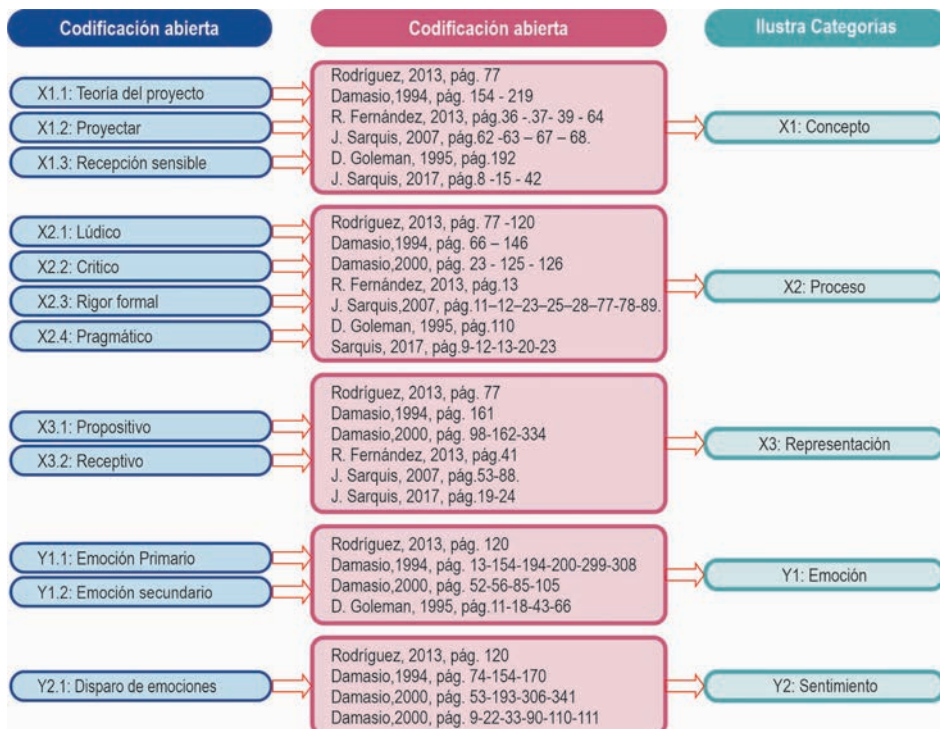 Codificación abierta
Codificación abierta
Ilustra Categorías
X1.1: Teoría del proyecto
X1.2: Proyectar
X1.3: Recepción sensible
Rodríguez, 2013, pág. 77
Damasio,1994, pág. 154 - 219
R. Fernández, 2013, pág.36 -.37- 39 - 64
J. Sarquis, 2007, pág.62 -63 – 67 – 68.
D. Goleman, 1995, pág.192
J. Sarquis, 2017, pág.8 -15 - 42
X1: Concepto
X2.1: Lúdico
X2.2: Critico
X2.3: Rigor formal
X2.4: Pragmático
Rodríguez, 2013, pág. 77 -120
Damasio,1994, pág. 66 – 146
Damasio,2000, pág. 23 - 125 - 126
R. Fernández, 2013, pág.13
J. Sarquis,2007, pág.11–12–23–25–28–77-78-89.
D. Goleman, 1995, pág.110
Sarquis, 2017, pág.9-12-13-20-23
X2: Proceso
X3.1: Propositivo
X3.2: Receptivo
Rodríguez, 2013, pág. 77
Damasio,1994, pág. 161
Damasio,2000, pág. 98-162-334
R. Fernández, 2013, pág.41
J. Sarquis, 2007, pág.53-88.
J. Sarquis, 2017, pág.19-24
X3: Representación
Y1.1: Emoción Primario
Y1.2: Emoción secundario
Rodríguez, 2013, pág. 120
Damasio,1994, pág. 13-154-194-200-299-308
Damasio,2000, pág. 52-56-85-105
D. Goleman, 1995, pág.11-18-43-66
Y1: Emoción
Y2.1: Disparo de emociones
Rodríguez, 2013, pág. 120
Damasio,1994, pág. 74-154-170
Damasio,2000, pág. 53-193-306-341
Damasio,2000, pág. 9-22-33-90-110-111
Y2: Sentimiento